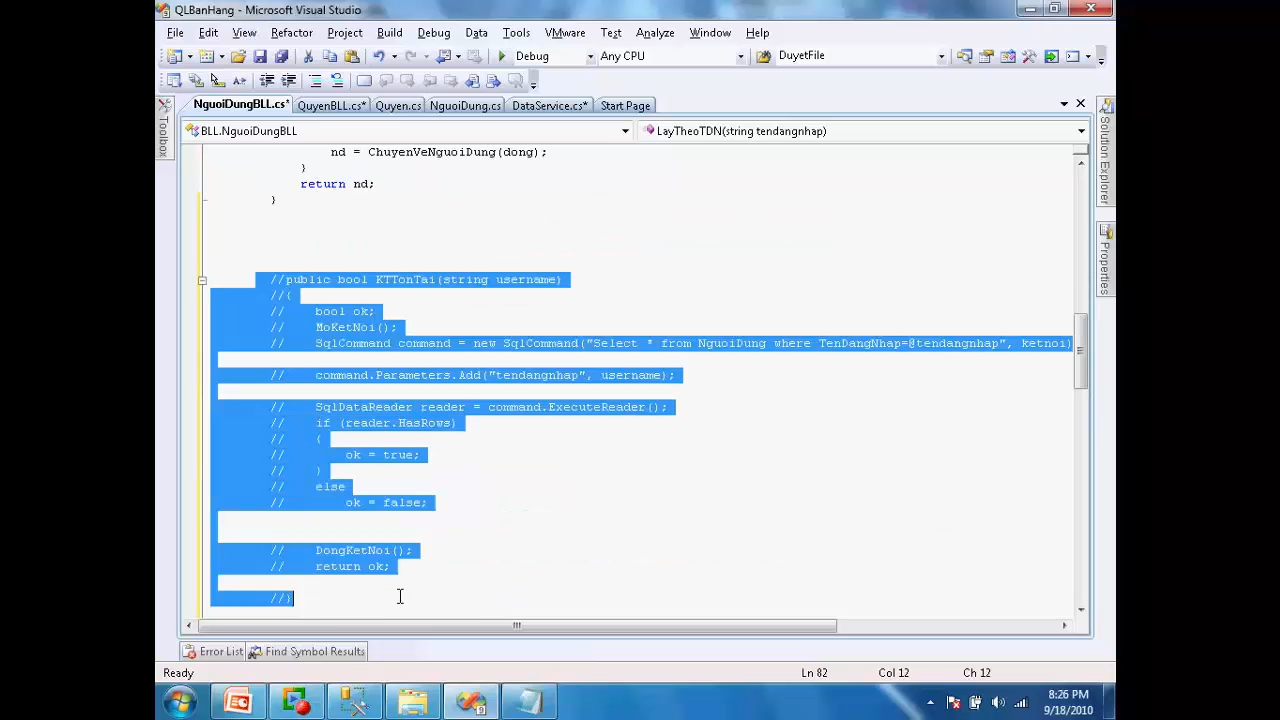 QLBanHang - Microsoft Visual Studio
File Edit View Refactor Project Build Debug Data Tools VMware Test Analyze Window Help
Debug Any CPU DuyetFile
NguoiDungBLL.cs* QuyenBLL.cs* Quyen.cs NguoiDung.cs DataService.cs* Start Page
Toolbox
BLL.NguoiDungBLL LayTheoTDN(string tendangnhap)
Solution Explorer
Properties
nd = ChuyenVeNguoiDung(dong);
}
return nd;
}
//public bool KTTonTai(string username)
//{
// bool ok;
// MoKetNoi();
// SqlCommand command = new SqlCommand("Select * from NguoiDung where TenDangNhap=@tendangnhap", ketnoi)
// command.Parameters.Add("tendangnhap", username);
// SqlDataReader reader = command.ExecuteReader();
// if (reader.HasRows)
// {
// ok = true;
// }
// else
// ok = false;
// DongKetNoi();
// return ok;
//}
Error List Find Symbol Results
Ready Ln 82 Col 12 Ch 12
8:26 PM
9/18/2010